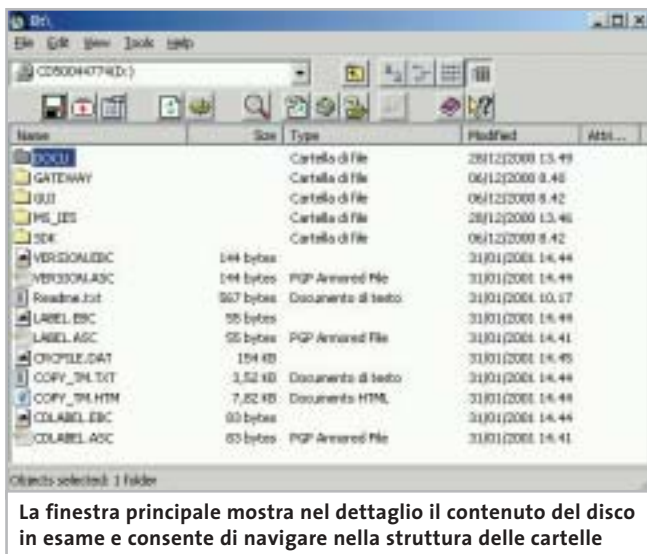 D:\
File Edit View Tools Help
CD50044774(D:)
Name Size Type Modified Attri...
DOCU Cartella di file 28/12/2000 13.49
GATEWAY Cartella di file 06/12/2000 8.40
GUI Cartella di file 06/12/2000 8.42
MS_IES Cartella di file 28/12/2000 13.46
SDK Cartella di file 06/12/2000 8.42
VERSION.EBC 144 bytes 31/01/2001 14.44
VERSION.ASC 144 bytes PGP Armored File 31/01/2001 14.44
Readme.txt 567 bytes Documento di testo 31/01/2001 10.17
LABEL.EBC 55 bytes 31/01/2001 14.44
LABEL.ASC 55 bytes PGP Armored File 31/01/2001 14.41
CRCFILE.DAT 154 KB 31/01/2001 14.45
COPY_TM.TXT 3,52 KB Documento di testo 31/01/2001 14.44
COPY_TM.HTM 7,82 KB Documento HTML 31/01/2001 14.44
CDLABEL.EBC 83 bytes 31/01/2001 14.44
CDLABEL.ASC 83 bytes PGP Armored File 31/01/2001 14.41
Objects selected: 1 folder
La finestra principale mostra nel dettaglio il contenuto del disco
in esame e consente di navigare nella struttura delle cartelle